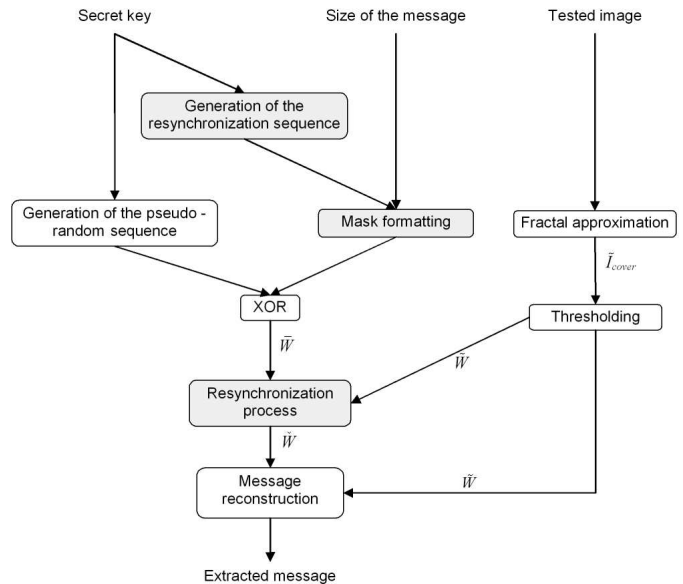 Secret key
Size of the message
Tested image
Generation of the
resynchronization sequence
Generation of the pseudo -
random sequence
Mask formatting
Fractal approximation
Ī_cover
XOR
Thresholding
W̄
W̃
Resynchronization
process
W̌
Message
reconstruction
W̃
Extracted message